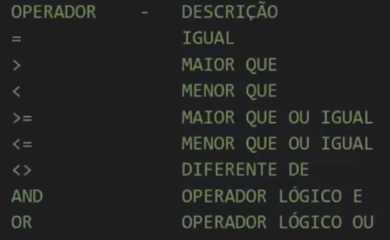 OPERADOR - DESCRIÇÃO
= IGUAL
> MAIOR QUE
< MENOR QUE
>= MAIOR QUE OU IGUAL
<= MENOR QUE OU IGUAL
<> DIFERENTE DE
AND OPERADOR LÓGICO E
OR OPERADOR LÓGICO OU